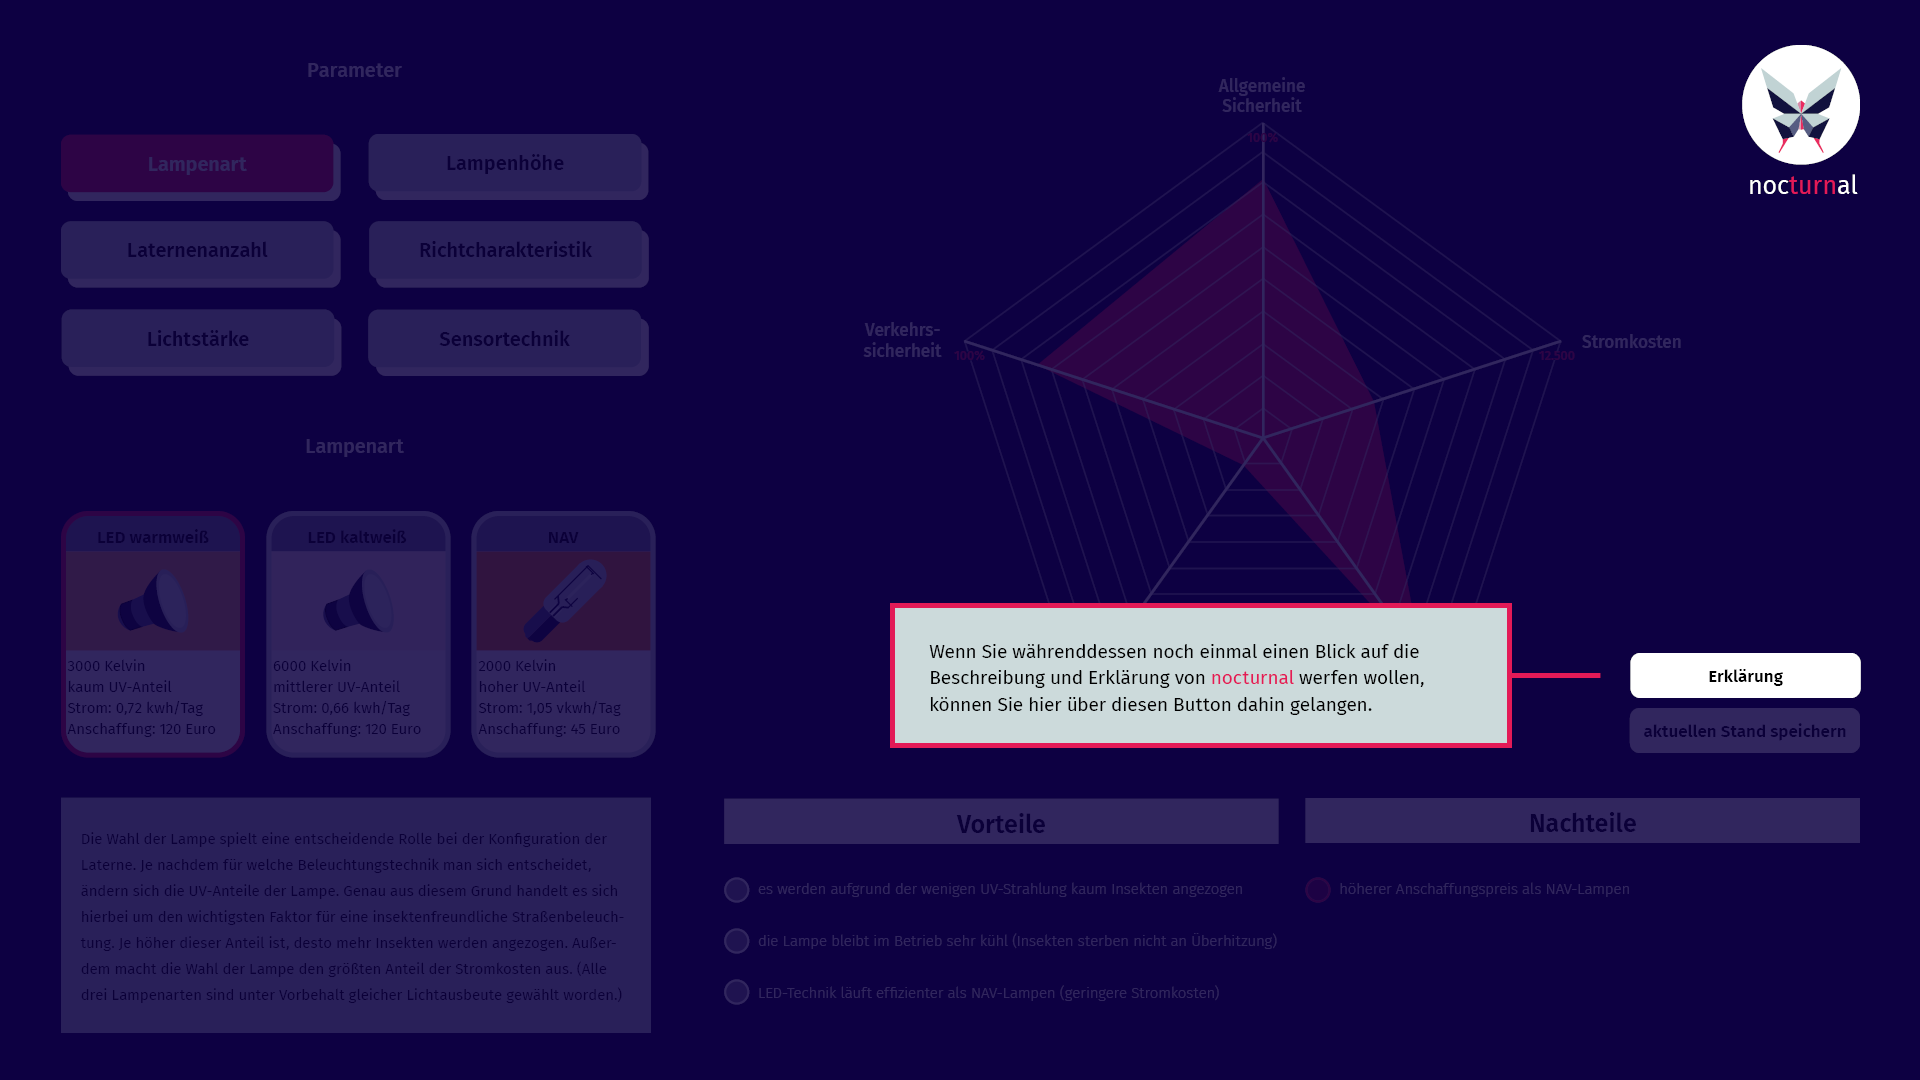 Parameter
Lampenart
Lampenhöhe
Laternenanzahl
Richtcharakteristik
Lichtstärke
Sensortechnik
Lampenart
LED warmweiß
3000 Kelvin
kaum UV-Anteil
Strom: 0,72 kwh/Tag
Anschaffung: 120 Euro
LED kaltweiß
6000 Kelvin
mittlerer UV-Anteil
Strom: 0,66 kwh/Tag
Anschaffung: 120 Euro
NAV
2000 Kelvin
hoher UV-Anteil
Strom: 1,05 vkwh/Tag
Anschaffung: 45 Euro
Die Wahl der Lampe spielt eine entscheidende Rolle bei der Konfiguration der
Laterne. Je nachdem für welche Beleuchtungstechnik man sich entscheidet,
ändern sich die UV-Anteile der Lampe. Genau aus diesem Grund handelt es sich
hierbei um den wichtigsten Faktor für eine insektenfreundliche Straßenbeleuch-
tung. Je höher dieser Anteil ist, desto mehr Insekten werden angezogen. Außer-
dem macht die Wahl der Lampe den größten Anteil der Stromkosten aus. (Alle
drei Lampenarten sind unter Vorbehalt gleicher Lichtausbeute gewählt worden.)
Allgemeine
Sicherheit
100%
Verkehrs-
sicherheit
100%
Stromkosten
12.500
nocturnal
Wenn Sie währenddessen noch einmal einen Blick auf die
Beschreibung und Erklärung von nocturnal werfen wollen,
können Sie hier über diesen Button dahin gelangen.
Erklärung
aktuellen Stand speichern
Vorteile
es werden aufgrund der wenigen UV-Strahlung kaum Insekten angezogen
die Lampe bleibt im Betrieb sehr kühl (Insekten sterben nicht an Überhitzung)
LED-Technik läuft effizienter als NAV-Lampen (geringere Stromkosten)
Nachteile
höherer Anschaffungspreis als NAV-Lampen